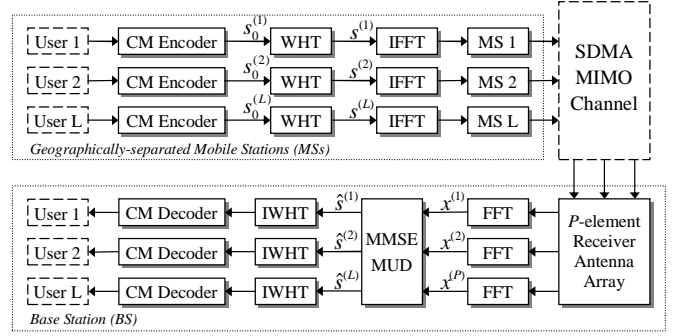 User 1 CM Encoder s₀⁽¹⁾ WHT s⁽¹⁾ IFFT MS 1
User 2 CM Encoder s₀⁽²⁾ WHT s⁽²⁾ IFFT MS 2
User L CM Encoder s₀⁽ᴸ⁾ WHT s⁽ᴸ⁾ IFFT MS L
SDMA
MIMO
Channel
Geographically-separated Mobile Stations (MSs)
User 1 CM Decoder IWHT ŝ⁽¹⁾ x⁽¹⁾ FFT
User 2 CM Decoder IWHT ŝ⁽²⁾ x⁽²⁾ FFT
User L CM Decoder IWHT ŝ⁽ᴸ⁾ x⁽ᴾ⁾ FFT
MMSE
MUD
P-element
Receiver
Antenna
Array
Base Station (BS)